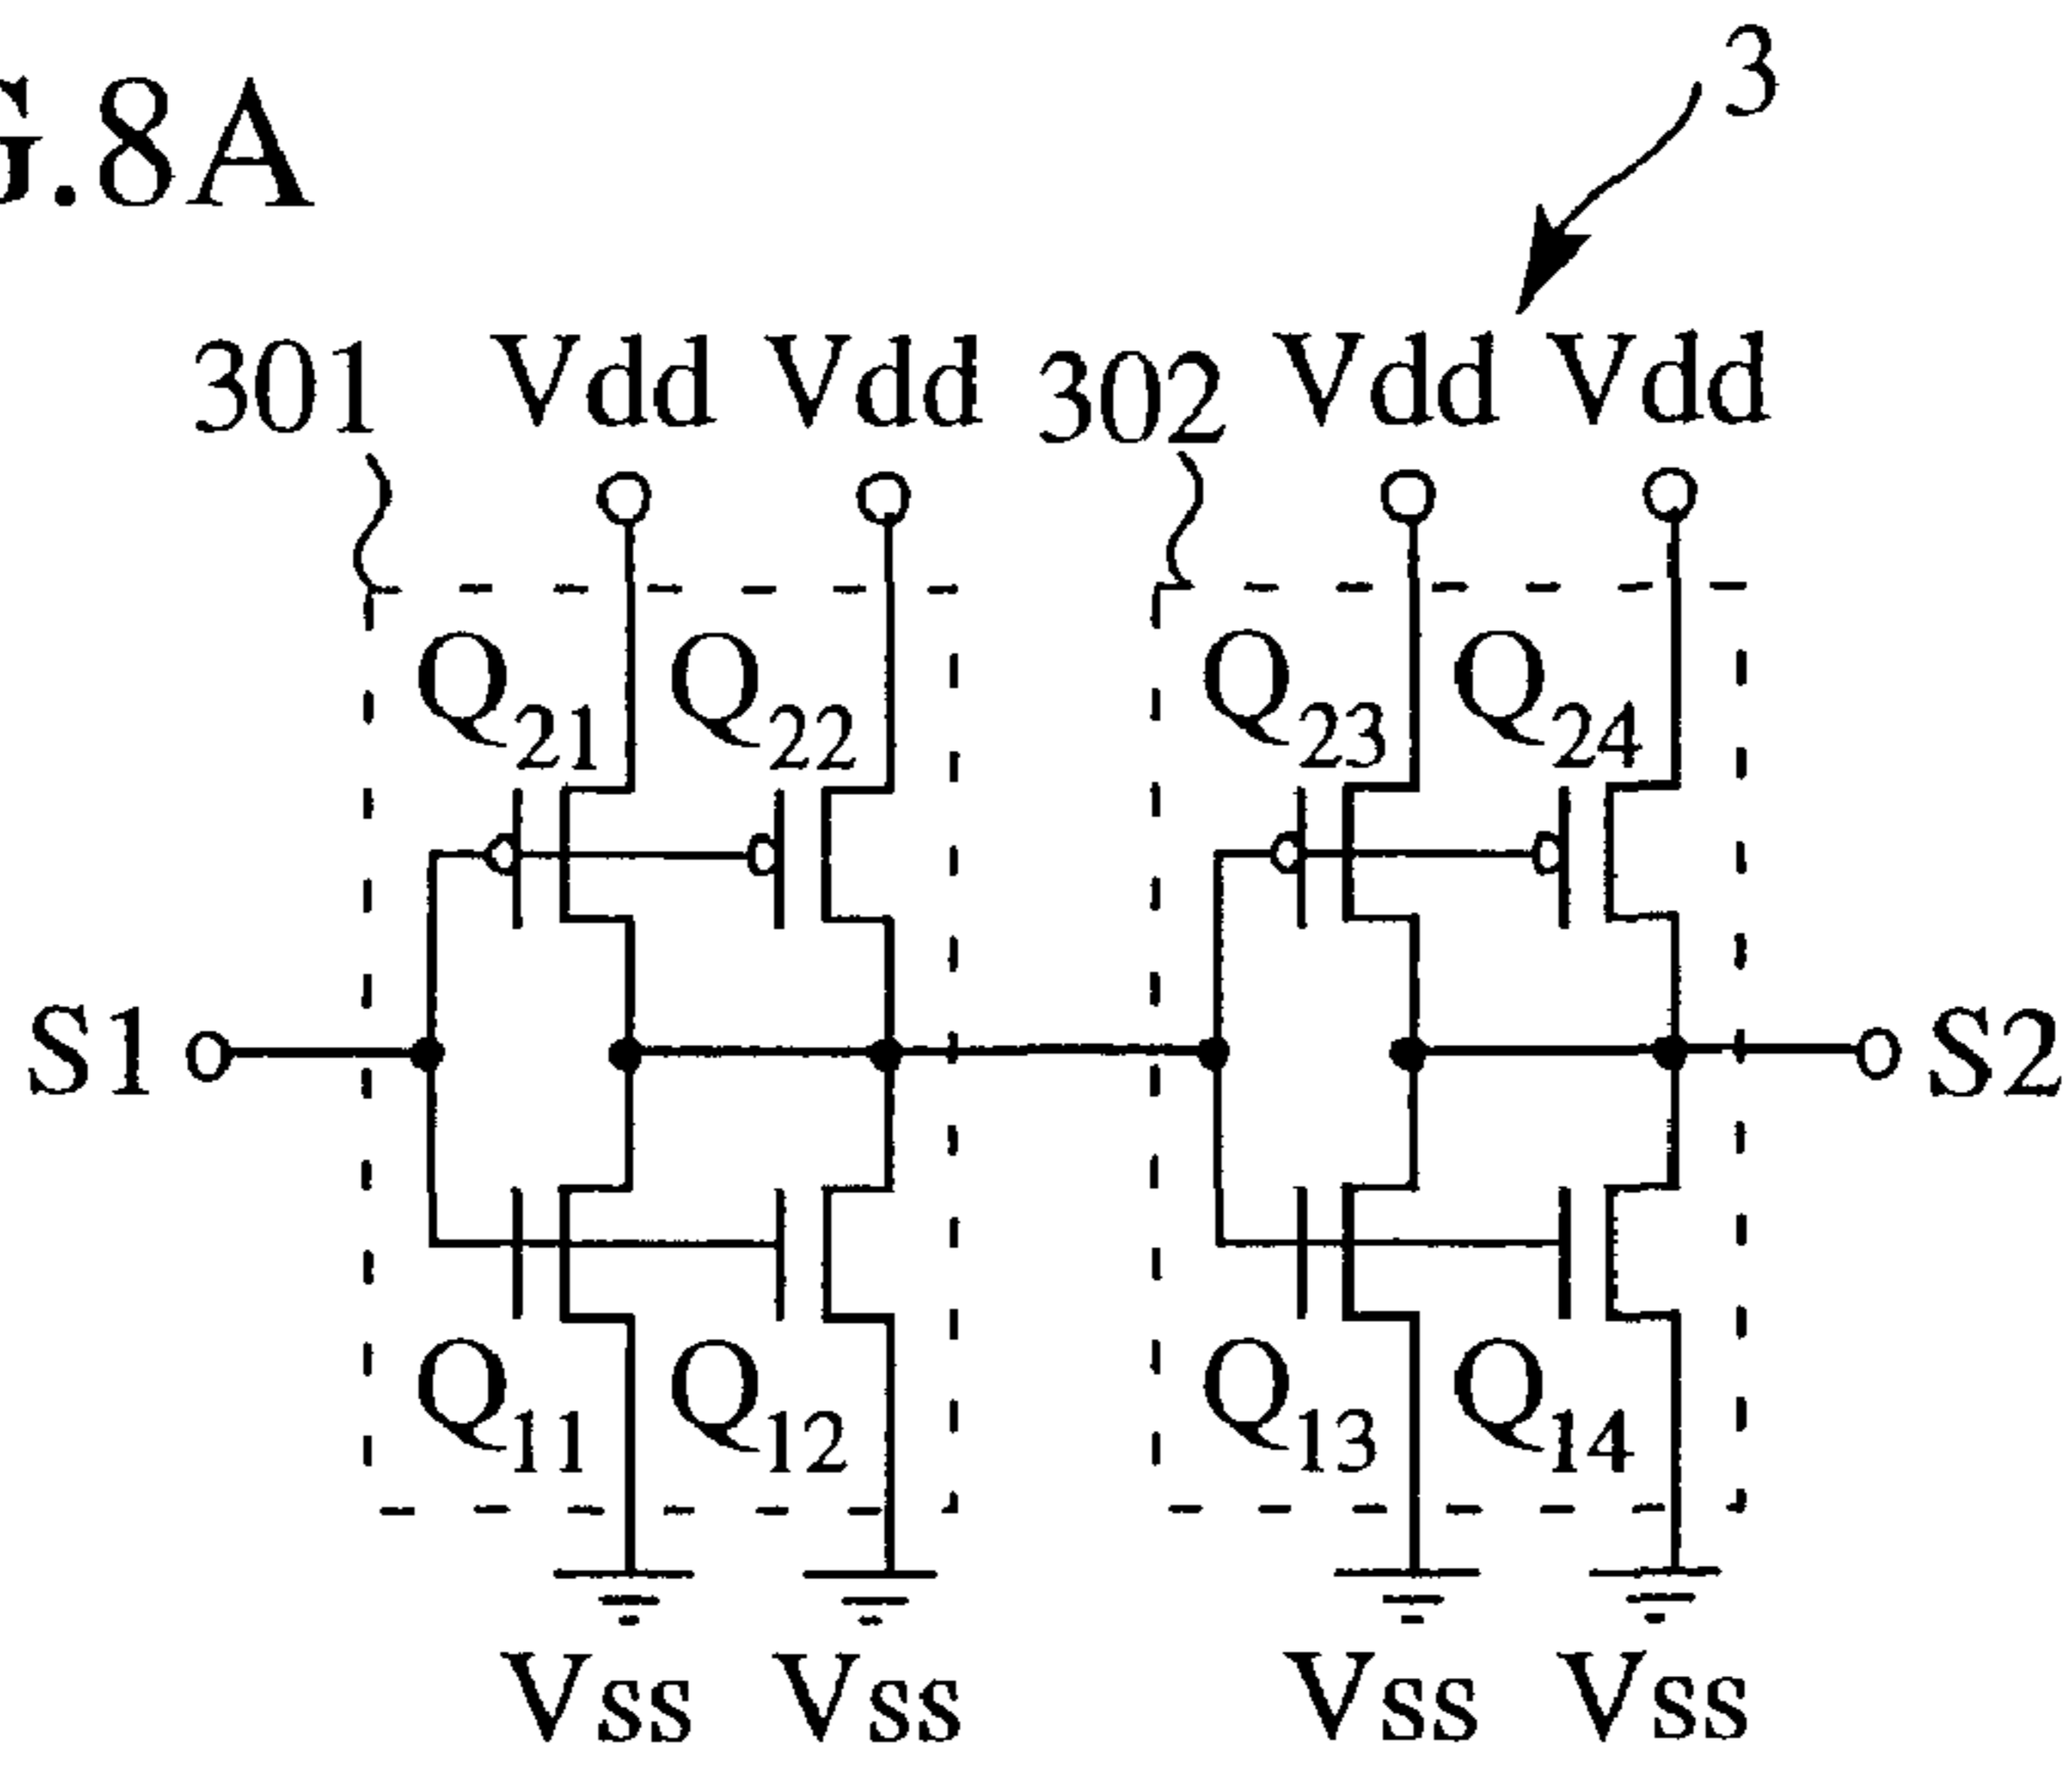 G.8A
3
301 Vdd Vdd 302 Vdd Vdd
Q21 Q22 Q23 Q24
S1 S2
Q11 Q12 Q13 Q14
Vss Vss Vss Vss